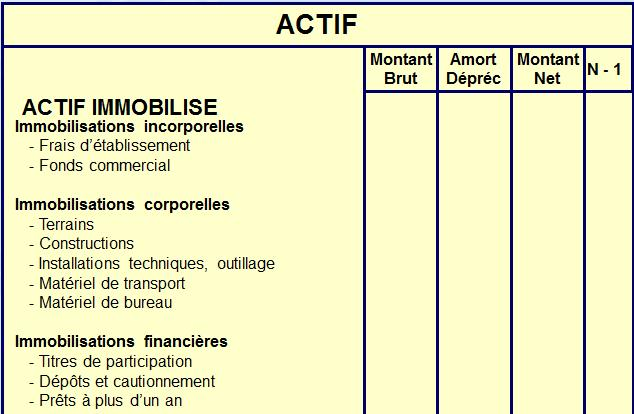 ACTIF
Montant Brut
Amort Dépréc
Montant Net
N - 1
ACTIF IMMOBILISE
Immobilisations incorporelles
- Frais d'établissement
- Fonds commercial
Immobilisations corporelles
- Terrains
- Constructions
- Installations techniques, outillage
- Matériel de transport
- Matériel de bureau
Immobilisations financières
- Titres de participation
- Dépôts et cautionnement
- Prêts à plus d'un an